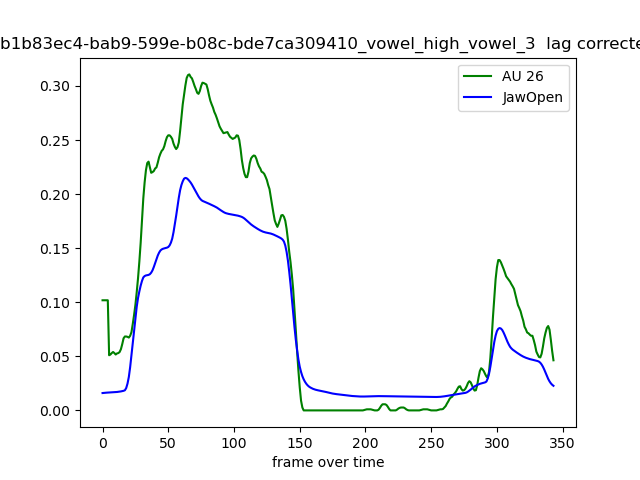 b1b83ec4-bab9-599e-b08c-bde7ca309410_vowel_high_vowel_3 lag correcte
AU 26
JawOpen
0.30
0.25
0.20
0.15
0.10
0.05
0.00
0 50 100 150 200 250 300 350
frame over time